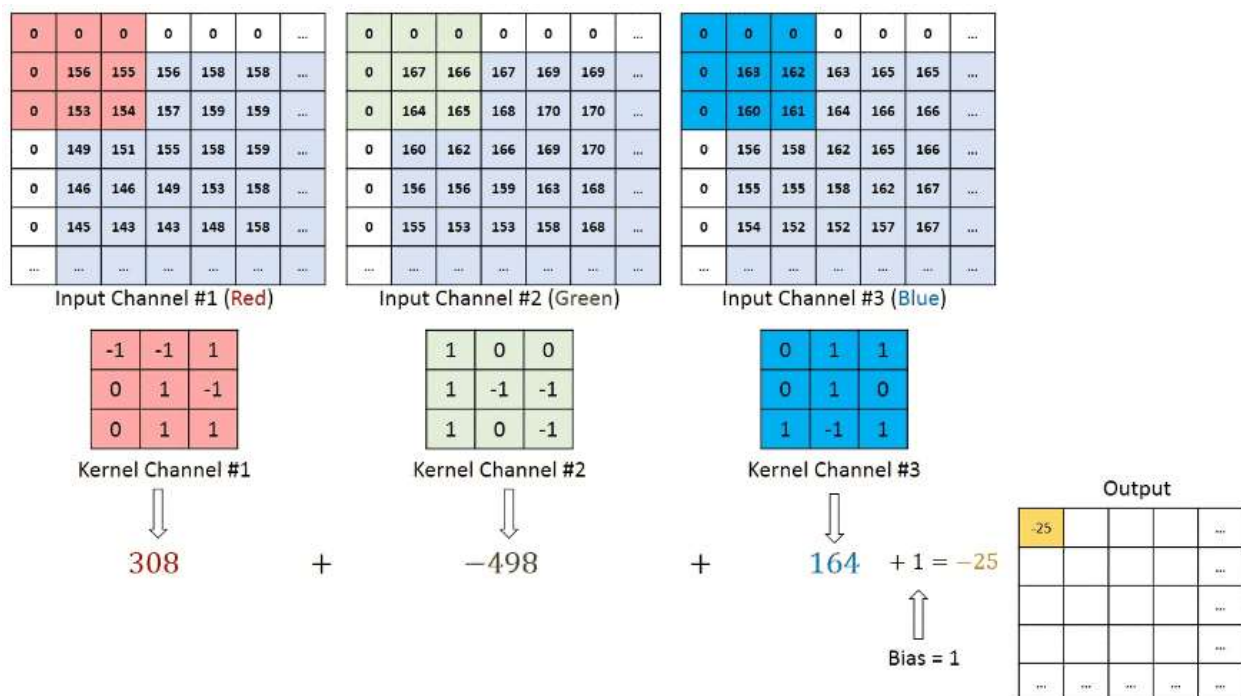 0 0 0 0 0 0 ... 0 0 0 0 0 0 ... 0 0 0 0 0 0 ...
0 156 155 156 158 158 ... 0 167 166 167 169 169 ... 0 163 162 163 165 165 ...
0 153 154 157 159 159 ... 0 164 165 168 170 170 ... 0 160 161 164 166 166 ...
0 149 151 155 158 159 ... 0 160 162 166 169 170 ... 0 156 158 162 165 166 ...
0 146 146 149 153 158 ... 0 156 156 159 163 168 ... 0 155 155 158 162 167 ...
0 145 143 143 148 158 ... 0 155 153 153 158 168 ... 0 154 152 152 157 167 ...
... ... ... ... ... ... ... ... ... ... ... ... ... ... ... ... ... ... ... ... ...
Input Channel #1 (Red) Input Channel #2 (Green) Input Channel #3 (Blue)
-1 -1 1 1 0 0 0 1 1
0 1 -1 1 -1 -1 0 1 0
0 1 1 1 0 -1 1 -1 1
Kernel Channel #1 Kernel Channel #2 Kernel Channel #3
Output
308 + −498 + 164 + 1 = −25
Bias = 1
-25 ...
...
...
...
... ... ... ... ...